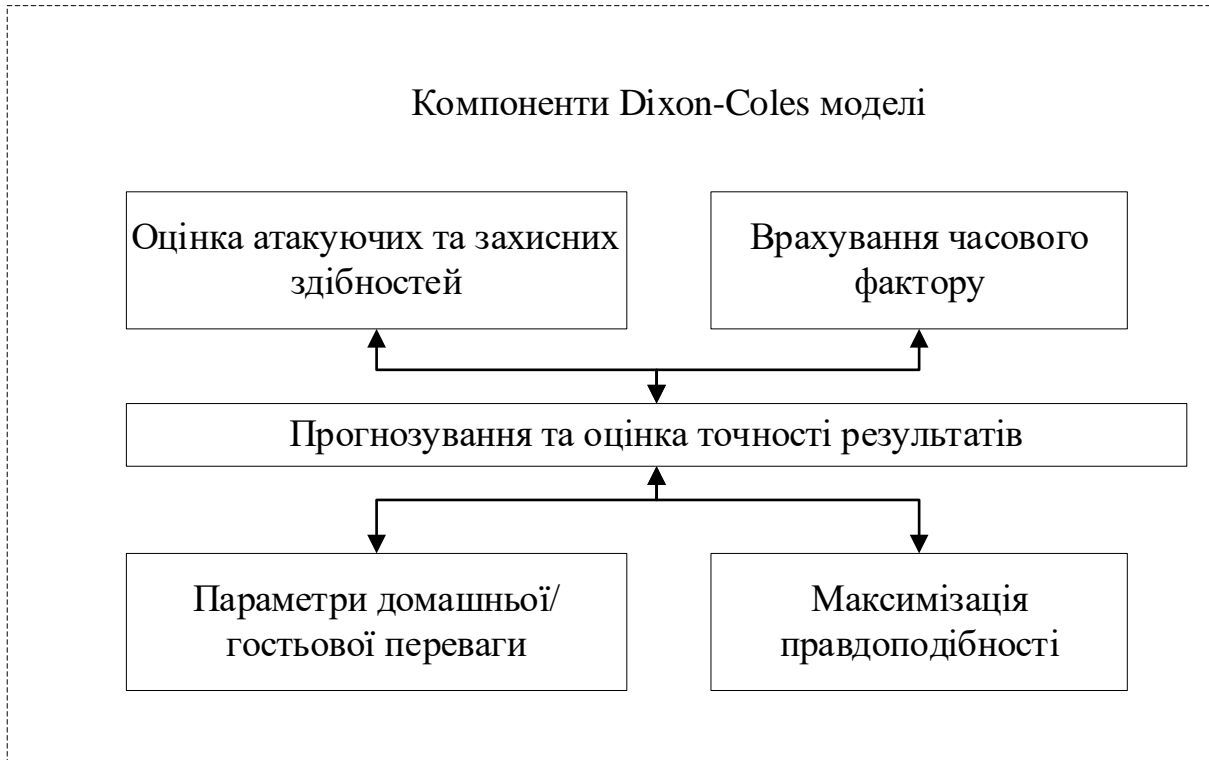 Компоненти Dixon-Coles моделі
Оцінка атакуючих та захисних
здібностей
Врахування часового
фактору
Прогнозування та оцінка точності результатів
Параметри домашньої/
гостьової переваги
Максимізація
правдоподібності